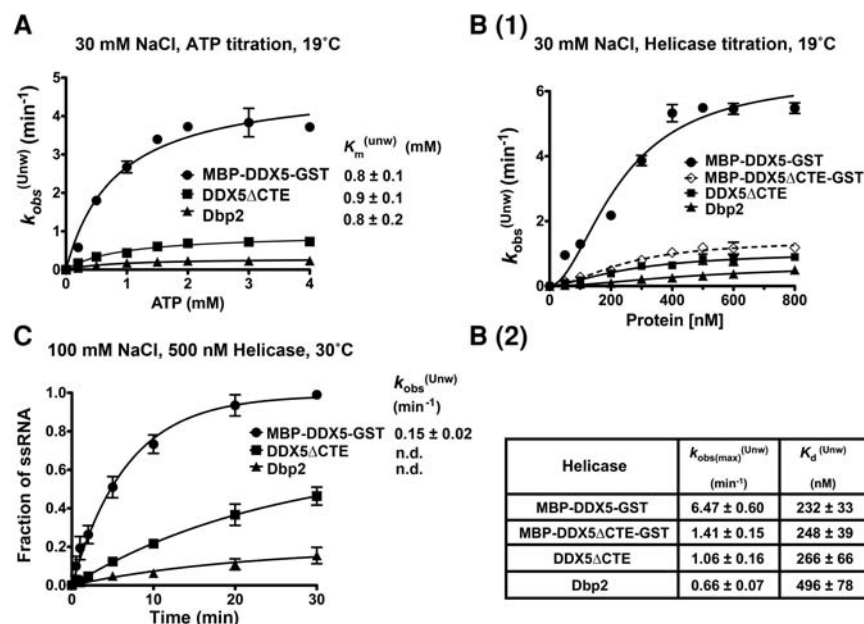 A
30 mM NaCl, ATP titration, 19˚C
k_obs^(Unw) (min⁻¹)
5
4
3
2
1
0
0 1 2 3 4
ATP (mM)
K_m^(unw) (mM)
MBP-DDX5-GST 0.8 ± 0.1
DDX5ΔCTE 0.9 ± 0.1
Dbp2 0.8 ± 0.2
B (1)
30 mM NaCl, Helicase titration, 19˚C
k_obs^(Unw) (min⁻¹)
6
4
2
0
0 200 400 600 800
Protein [nM]
MBP-DDX5-GST
MBP-DDX5ΔCTE-GST
DDX5ΔCTE
Dbp2
C
100 mM NaCl, 500 nM Helicase, 30˚C
Fraction of ssRNA
1.0
0.8
0.6
0.4
0.2
0.0
0 10 20 30
Time (min)
k_obs^(Unw)
(min⁻¹)
MBP-DDX5-GST 0.15 ± 0.02
DDX5ΔCTE n.d.
Dbp2 n.d.
B (2)
Helicase k_obs(max)^(Unw) (min⁻¹) K_d^(Unw) (nM)
MBP-DDX5-GST 6.47 ± 0.60 232 ± 33
MBP-DDX5ΔCTE-GST 1.41 ± 0.15 248 ± 39
DDX5ΔCTE 1.06 ± 0.16 266 ± 66
Dbp2 0.66 ± 0.07 496 ± 78